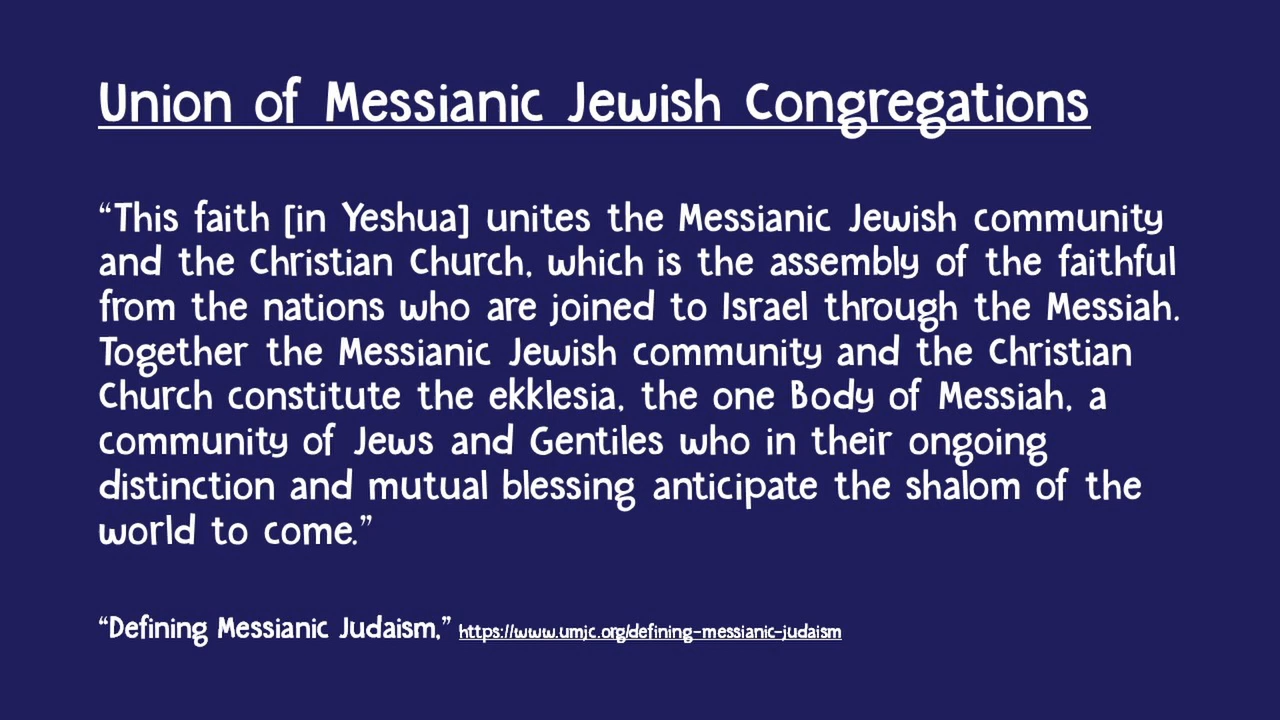 Union of Messianic Jewish Congregations
“This faith [in Yeshua] unites the Messianic Jewish community
and the Christian Church, which is the assembly of the faithful
from the nations who are joined to Israel through the Messiah.
Together the Messianic Jewish community and the Christian
Church constitute the ekklesia, the one Body of Messiah, a
community of Jews and Gentiles who in their ongoing
distinction and mutual blessing anticipate the shalom of the
world to come.”
“Defining Messianic Judaism,” https://www.umjc.org/defining-messianic-judaism